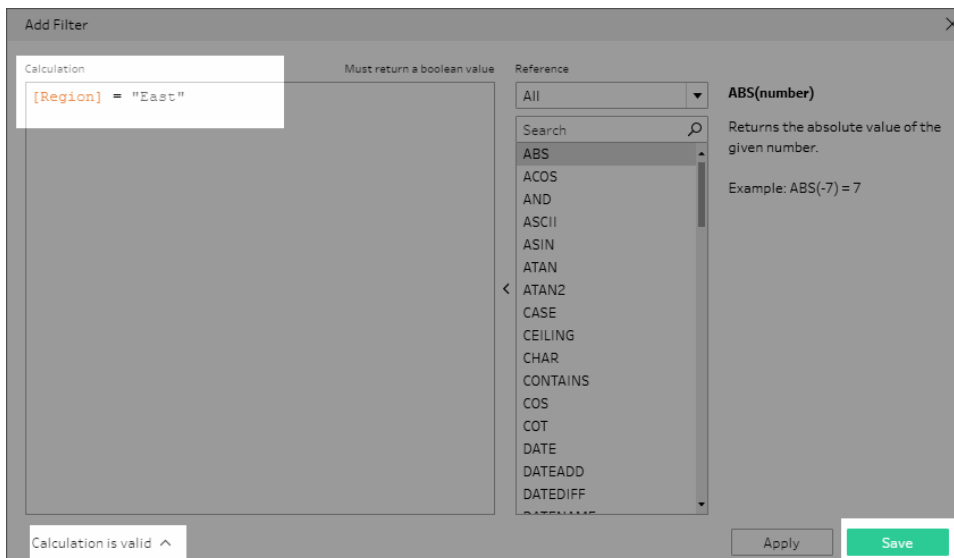 Add Filter
Calculation
Must return a boolean value
[Region] = "East"
Reference
All
Search
ABS
ACOS
AND
ASCII
ASIN
ATAN
ATAN2
CASE
CEILING
CHAR
CONTAINS
COS
COT
DATE
DATEADD
DATEDIFF
DATENAME
ABS(number)
Returns the absolute value of the
given number.
Example: ABS(-7) = 7
Calculation is valid
Apply
Save